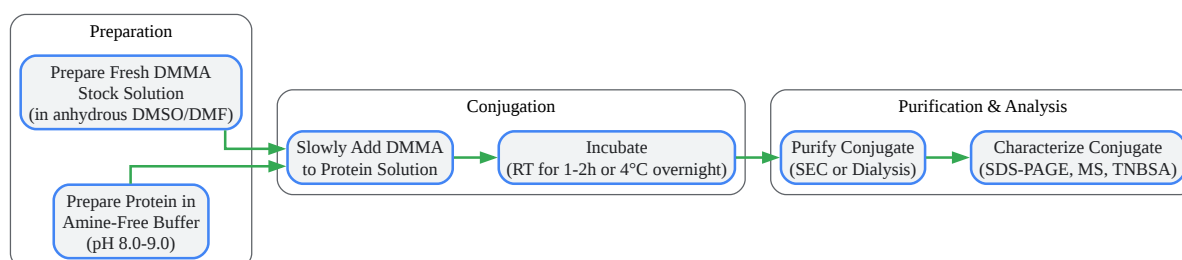 Preparation
Prepare Fresh DMMA
Stock Solution
(in anhydrous DMSO/DMF)
Prepare Protein in
Amine-Free Buffer
(pH 8.0-9.0)
Conjugation
Slowly Add DMMA
to Protein Solution
Incubate
(RT for 1-2h or 4°C overnight)
Purification & Analysis
Purify Conjugate
(SEC or Dialysis)
Characterize Conjugate
(SDS-PAGE, MS, TNBSA)